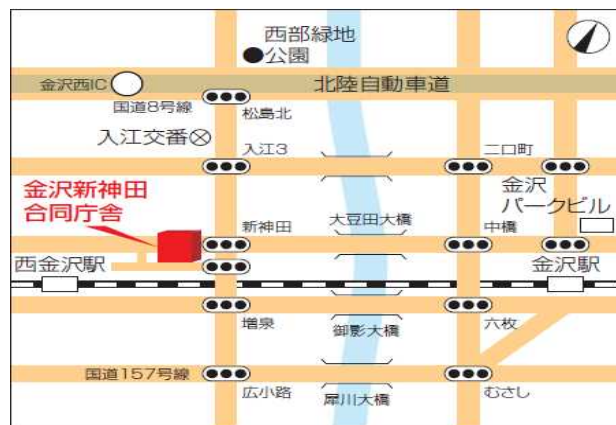 西部緑地
公園
金沢西IC
北陸自動車道
国道8号線
松島北
入江交番
入江3
二口町
金沢新神田
合同庁舎
金沢
パークビル
新神田
大豆田大橋
中橋
西金沢駅
金沢駅
増泉
御影大橋
六枚
国道157号線
広小路
犀川大橋
むさし